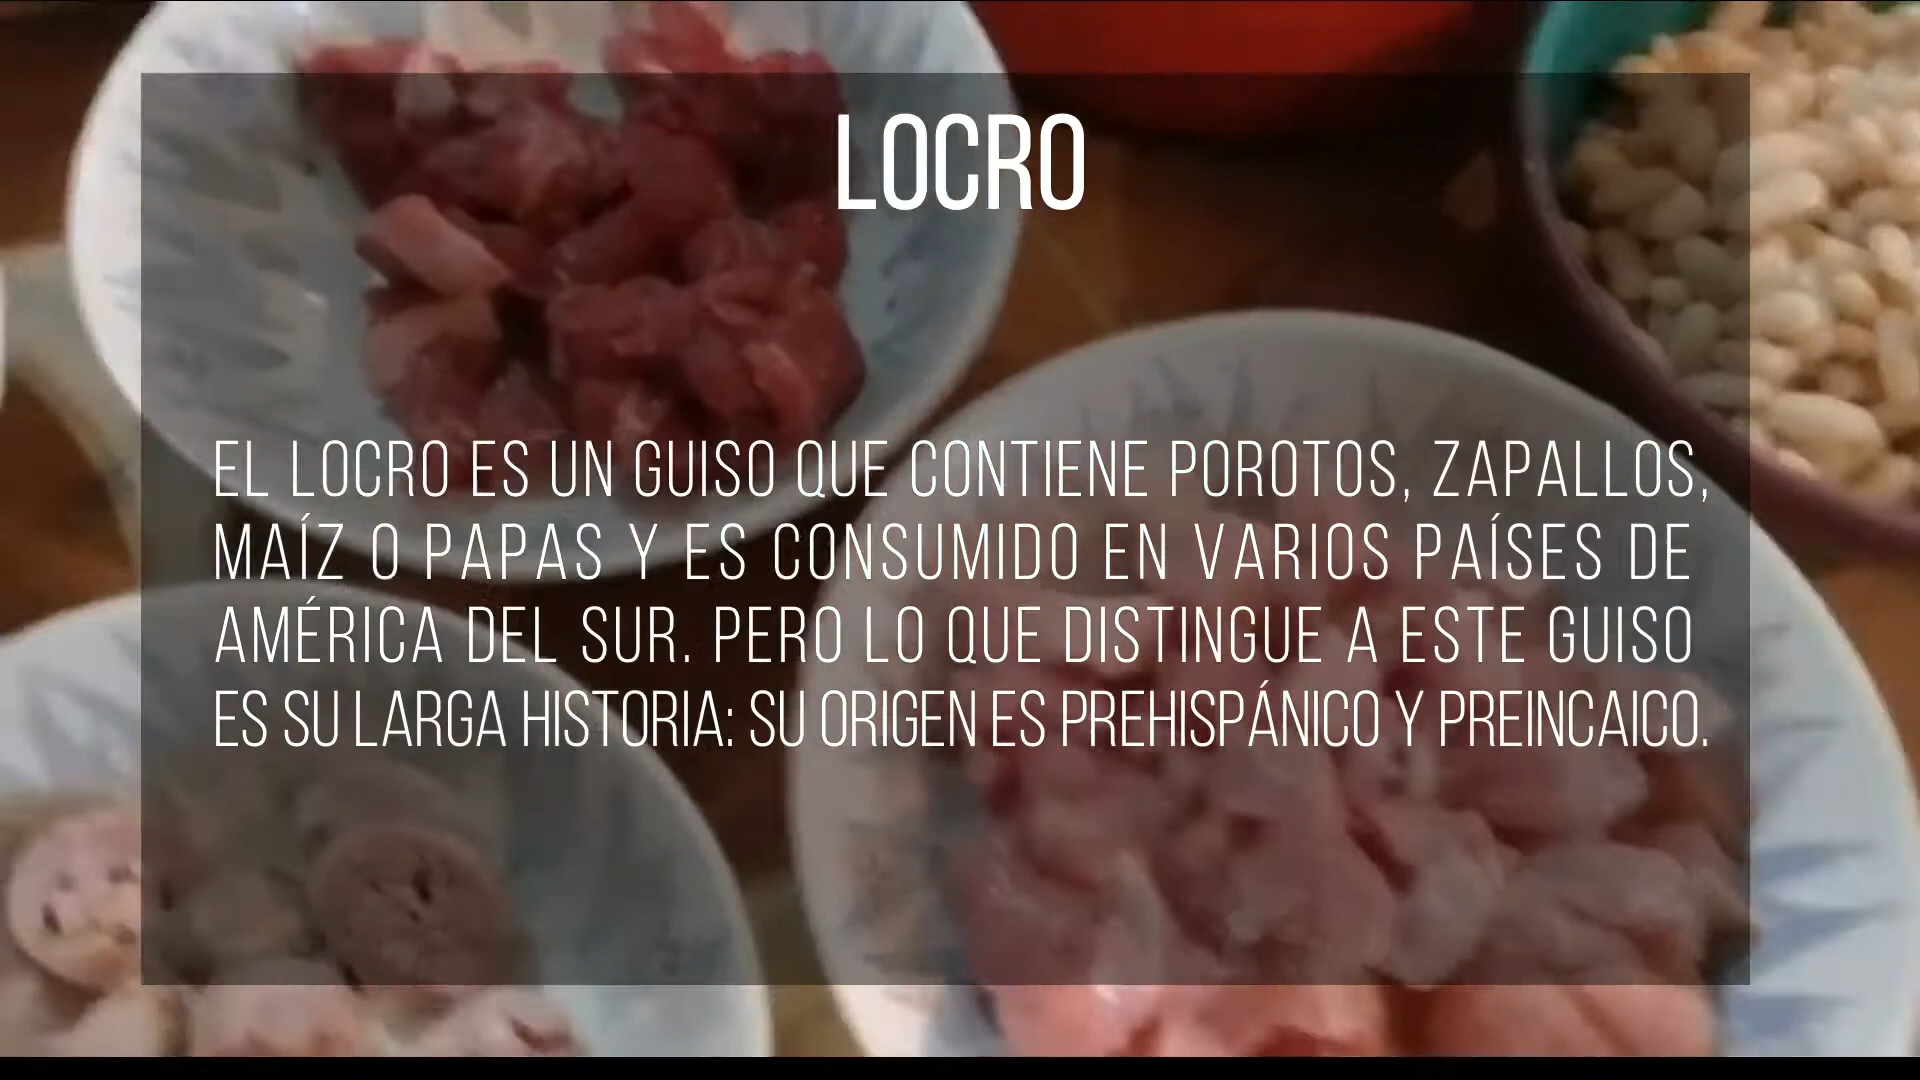 LOCRO
EL LOCRO ES UN GUISO QUE CONTIENE POROTOS, ZAPALLOS,
MAÍZ O PAPAS Y ES CONSUMIDO EN VARIOS PAÍSES DE
AMÉRICA DEL SUR. PERO LO QUE DISTINGUE A ESTE GUISO
ES SU LARGA HISTORIA: SU ORIGEN ES PREHISPÁNICO Y PREINCAICO.